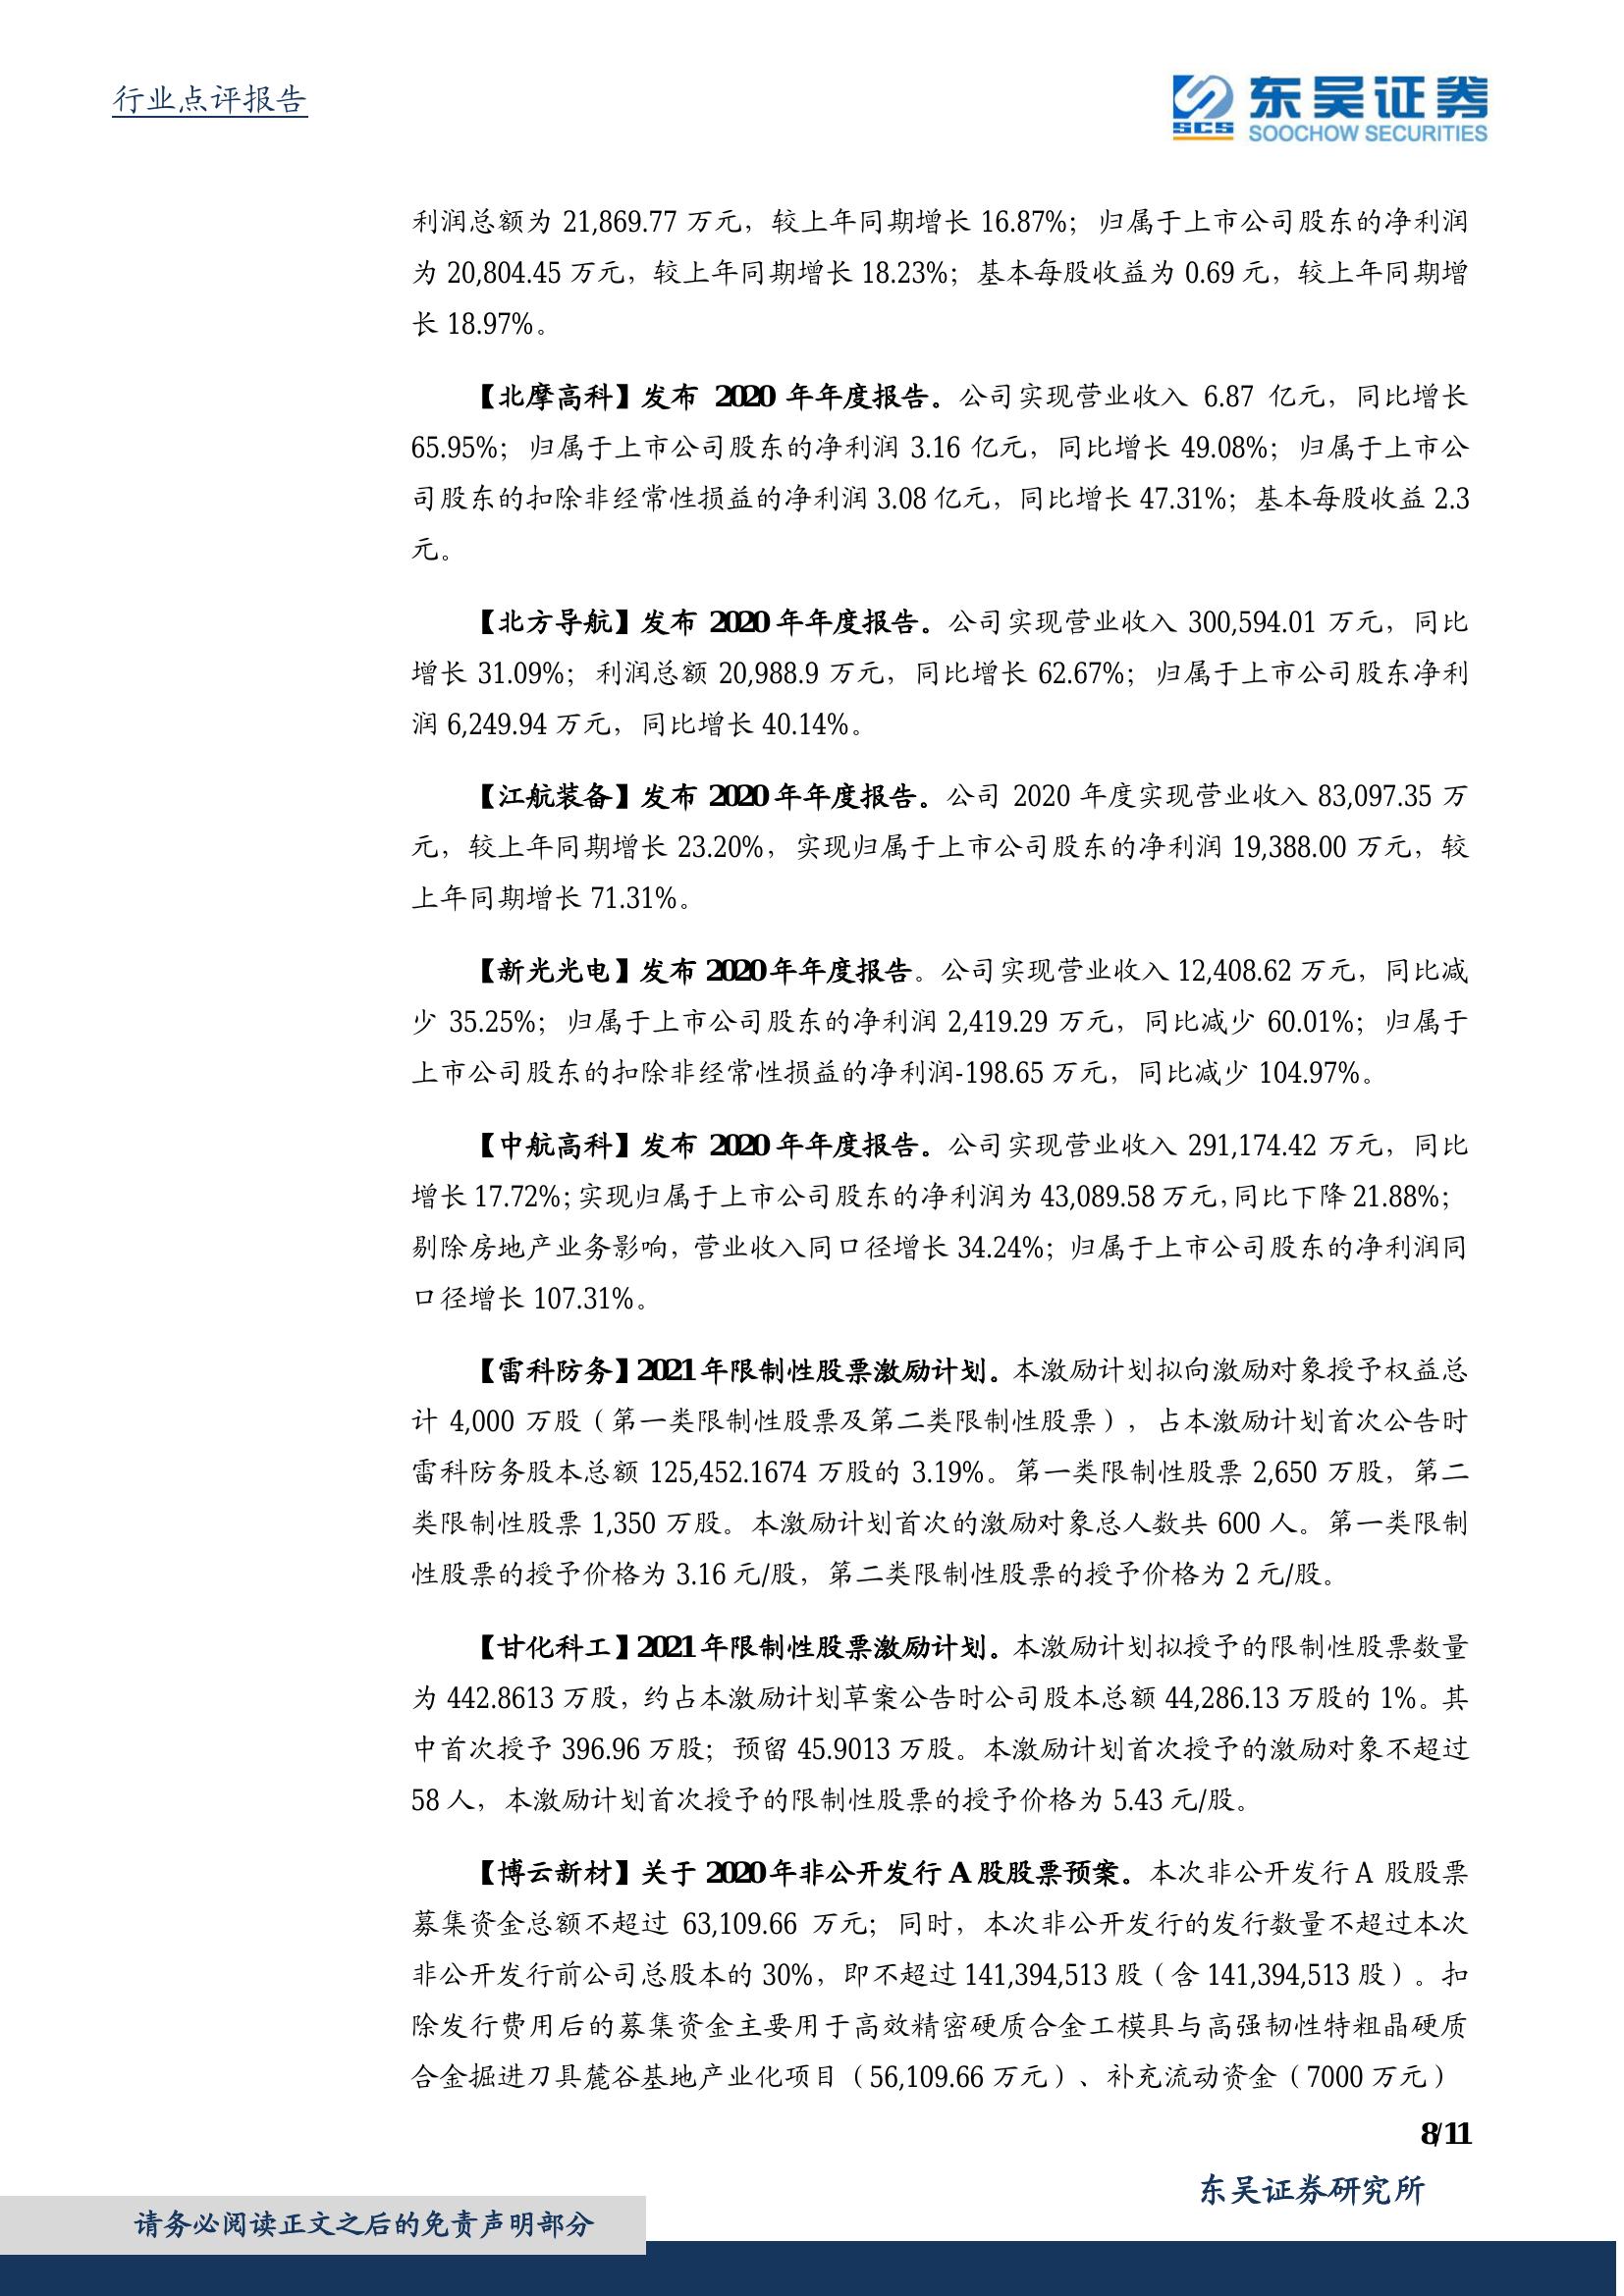 行业点评报告
东吴证券
SCS
SOOCHOW SECURITIES
利润总额为 21,869.77 万元，较上年同期增长 16.87%；归属于上市公司股东的净利润
为 20,804.45 万元，较上年同期增长 18.23%；基本每股收益为 0.69 元，较上年同期增
长 18.97%。
【北摩高科】发布 2020 年年度报告。公司实现营业收入 6.87 亿元，同比增长
65.95%；归属于上市公司股东的净利润 3.16 亿元，同比增长 49.08%；归属于上市公
司股东的扣除非经常性损益的净利润 3.08 亿元，同比增长 47.31%；基本每股收益 2.3
元。
【北方导航】发布 2020 年年度报告。公司实现营业收入 300,594.01 万元，同比
增长 31.09%；利润总额 20,988.9 万元，同比增长 62.67%；归属于上市公司股东净利
润 6,249.94 万元，同比增长 40.14%。
【江航装备】发布 2020 年年度报告。公司 2020 年度实现营业收入 83,097.35 万
元，较上年同期增长 23.20%，实现归属于上市公司股东的净利润 19,388.00 万元，较
上年同期增长 71.31%。
【新光光电】发布 2020 年年度报告。公司实现营业收入 12,408.62 万元，同比减
少 35.25%；归属于上市公司股东的净利润 2,419.29 万元，同比减少 60.01%；归属于
上市公司股东的扣除非经常性损益的净利润-198.65 万元，同比减少 104.97%。
【中航高科】发布 2020 年年度报告。公司实现营业收入 291,174.42 万元，同比
增长 17.72%；实现归属于上市公司股东的净利润为 43,089.58 万元，同比下降 21.88%；
剔除房地产业务影响，营业收入同口径增长 34.24%；归属于上市公司股东的净利润同
口径增长 107.31%。
【雷科防务】2021 年限制性股票激励计划。本激励计划拟向激励对象授予权益总
计 4,000 万股（第一类限制性股票及第二类限制性股票），占本激励计划首次公告时
雷科防务股本总额 125,452.1674 万股的 3.19%。第一类限制性股票 2,650 万股，第二
类限制性股票 1,350 万股。本激励计划首次的激励对象总人数共 600 人。第一类限制
性股票的授予价格为 3.16 元/股，第二类限制性股票的授予价格为 2 元/股。
【甘化科工】2021 年限制性股票激励计划。本激励计划拟授予的限制性股票数量
为 442.8613 万股，约占本激励计划草案公告时公司股本总额 44,286.13 万股的 1%。其
中首次授予 396.96 万股；预留 45.9013 万股。本激励计划首次授予的激励对象不超过
58 人，本激励计划首次授予的限制性股票的授予价格为 5.43 元/股。
【博云新材】关于 2020 年非公开发行 A 股股票预案。本次非公开发行 A 股股票
募集资金总额不超过 63,109.66 万元；同时，本次非公开发行的发行数量不超过本次
非公开发行前公司总股本的 30%，即不超过 141,394,513 股（含 141,394,513 股）。扣
除发行费用后的募集资金主要用于高效精密硬质合金工模具与高强韧性特粗晶硬质
合金掘进刀具麓谷基地产业化项目（56,109.66 万元）、补充流动资金（7000 万元）
8/11
东吴证券研究所
请务必阅读正文之后的免责声明部分